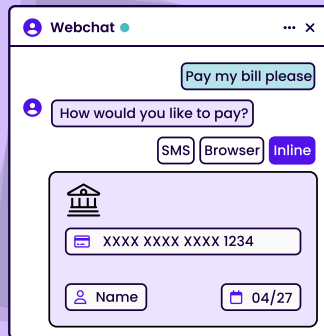 Webchat
Pay my bill please
How would you like to pay?
SMS Browser Inline
XXXX XXXX XXXX 1234
Name 04/27